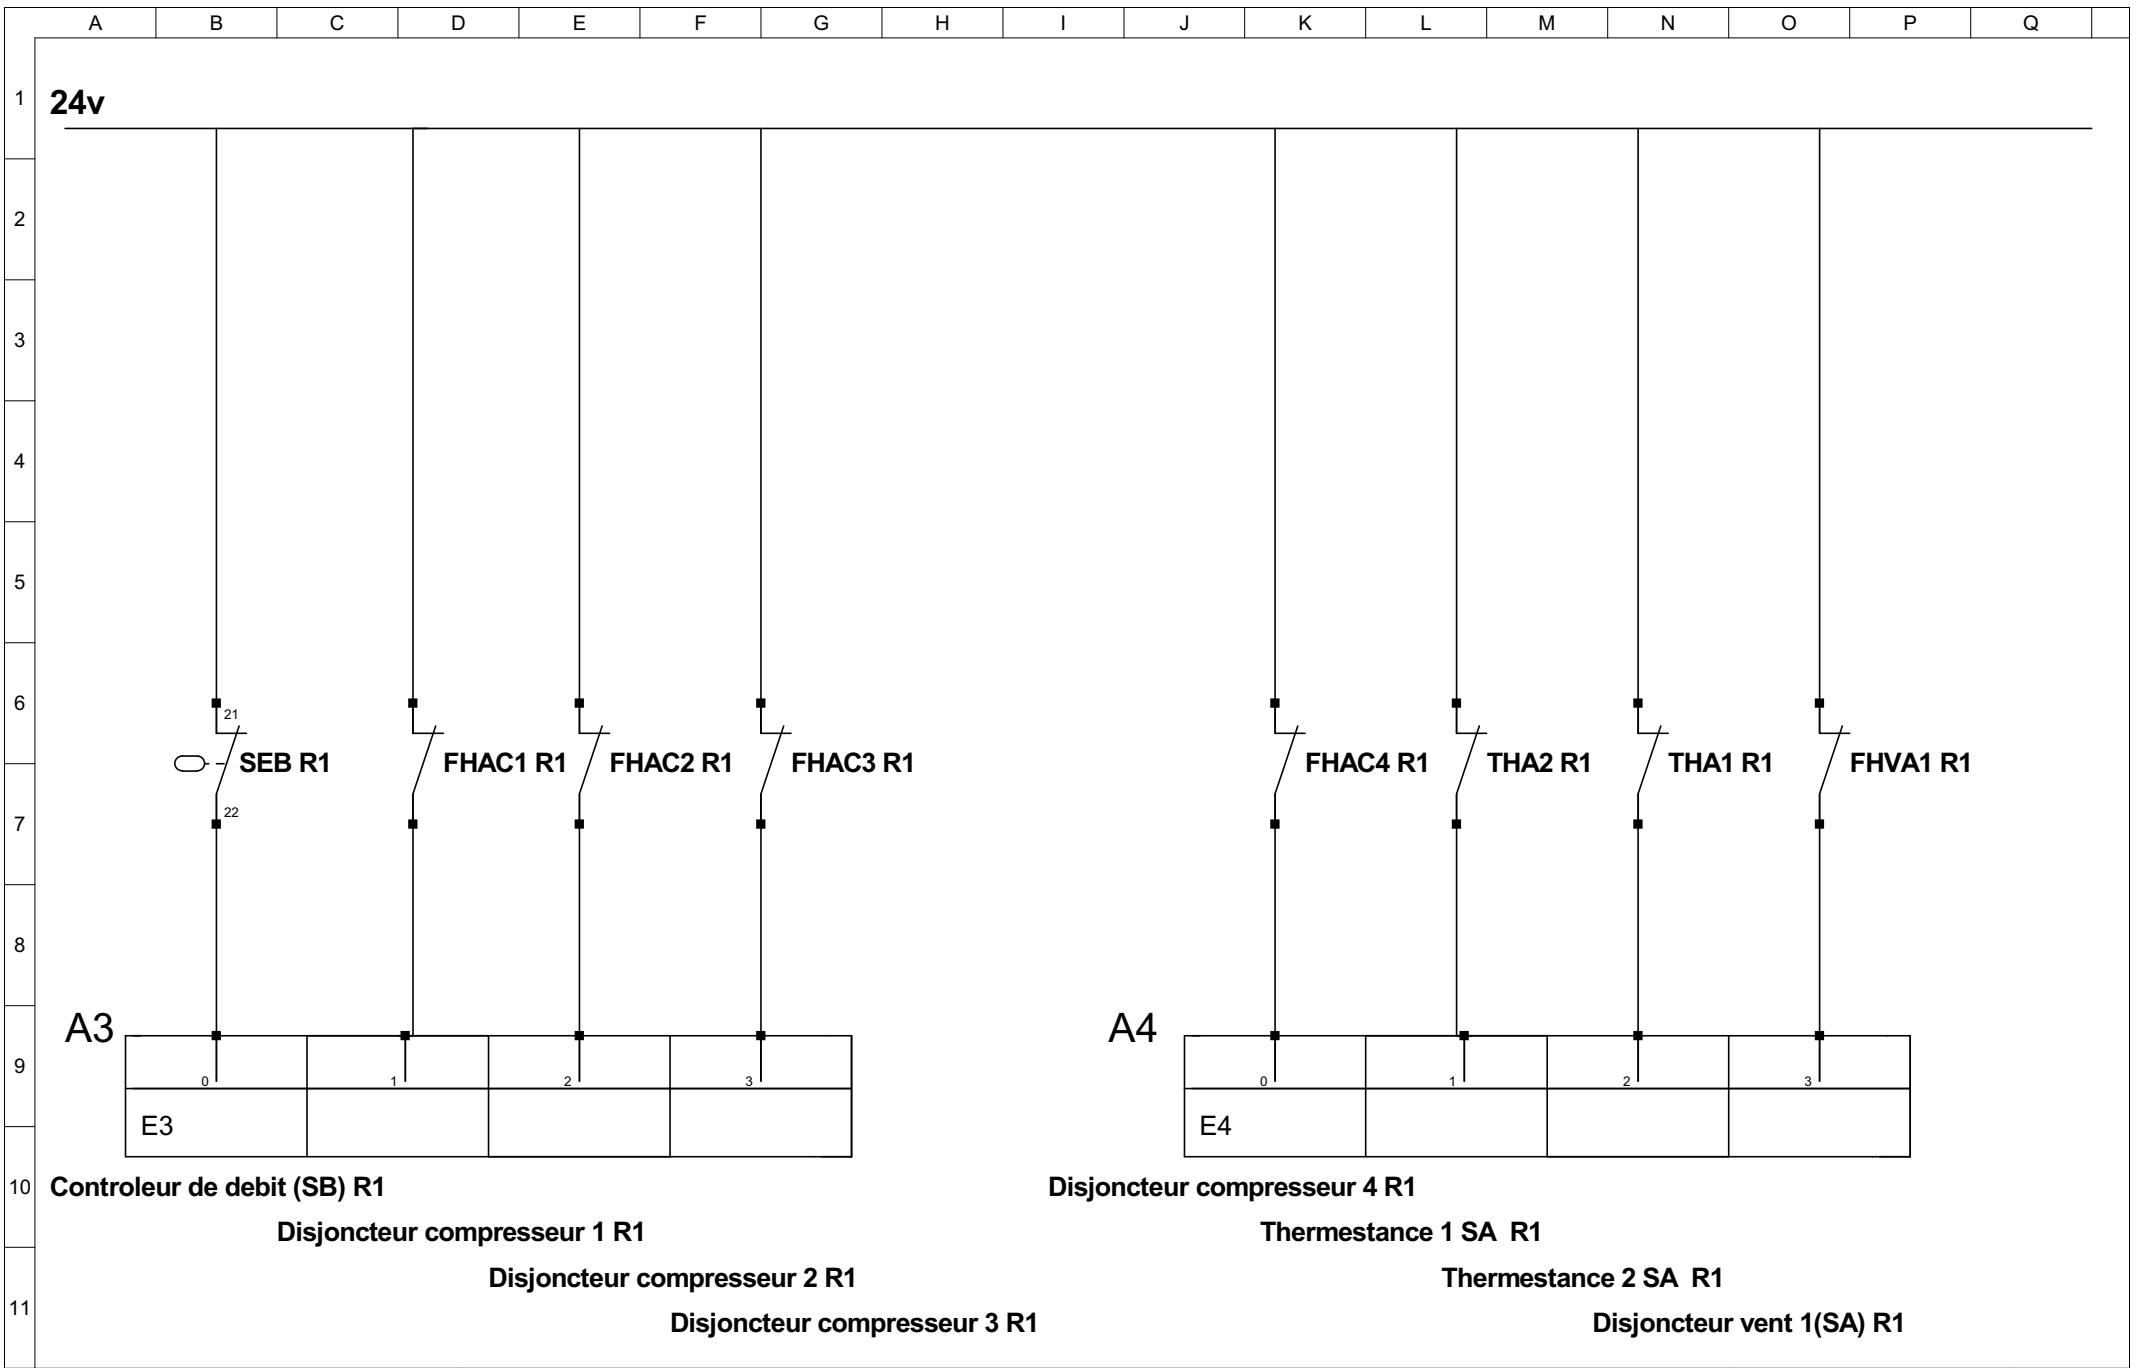 A B C D E F G H I J K L M N O P Q
1 24v
2
3
4
5
6
21
SEB R1 FHAC1 R1 FHAC2 R1 FHAC3 R1 FHAC4 R1 THA2 R1 THA1 R1 FHVA1 R1
22
7
8
A3 A4
9
0 1 2 3 0 1 2 3
E3 E4
10 Controleur de debit (SB) R1 Disjoncteur compresseur 4 R1
Disjoncteur compresseur 1 R1 Thermestance 1 SA R1
Disjoncteur compresseur 2 R1 Thermestance 2 SA R1
11
Disjoncteur compresseur 3 R1 Disjoncteur vent 1(SA) R1